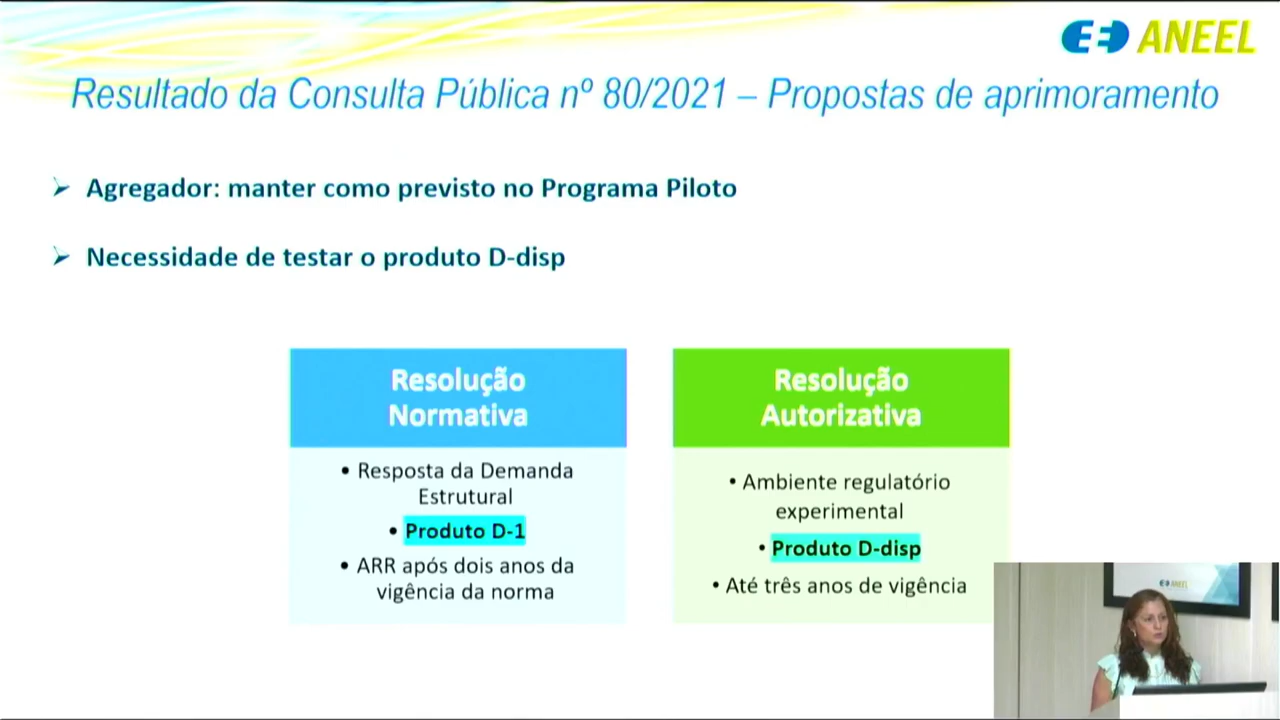 ANEEL
Resultado da Consulta Pública nº 80/2021 – Propostas de aprimoramento
➢ Agregador: manter como previsto no Programa Piloto
➢ Necessidade de testar o produto D-disp
Resolução
Normativa
• Resposta da Demanda
Estrutural
• Produto D-1
• ARR após dois anos da
vigência da norma
Resolução
Autorizativa
• Ambiente regulatório
experimental
• Produto D-disp
• Até três anos de vigência
ANEEL